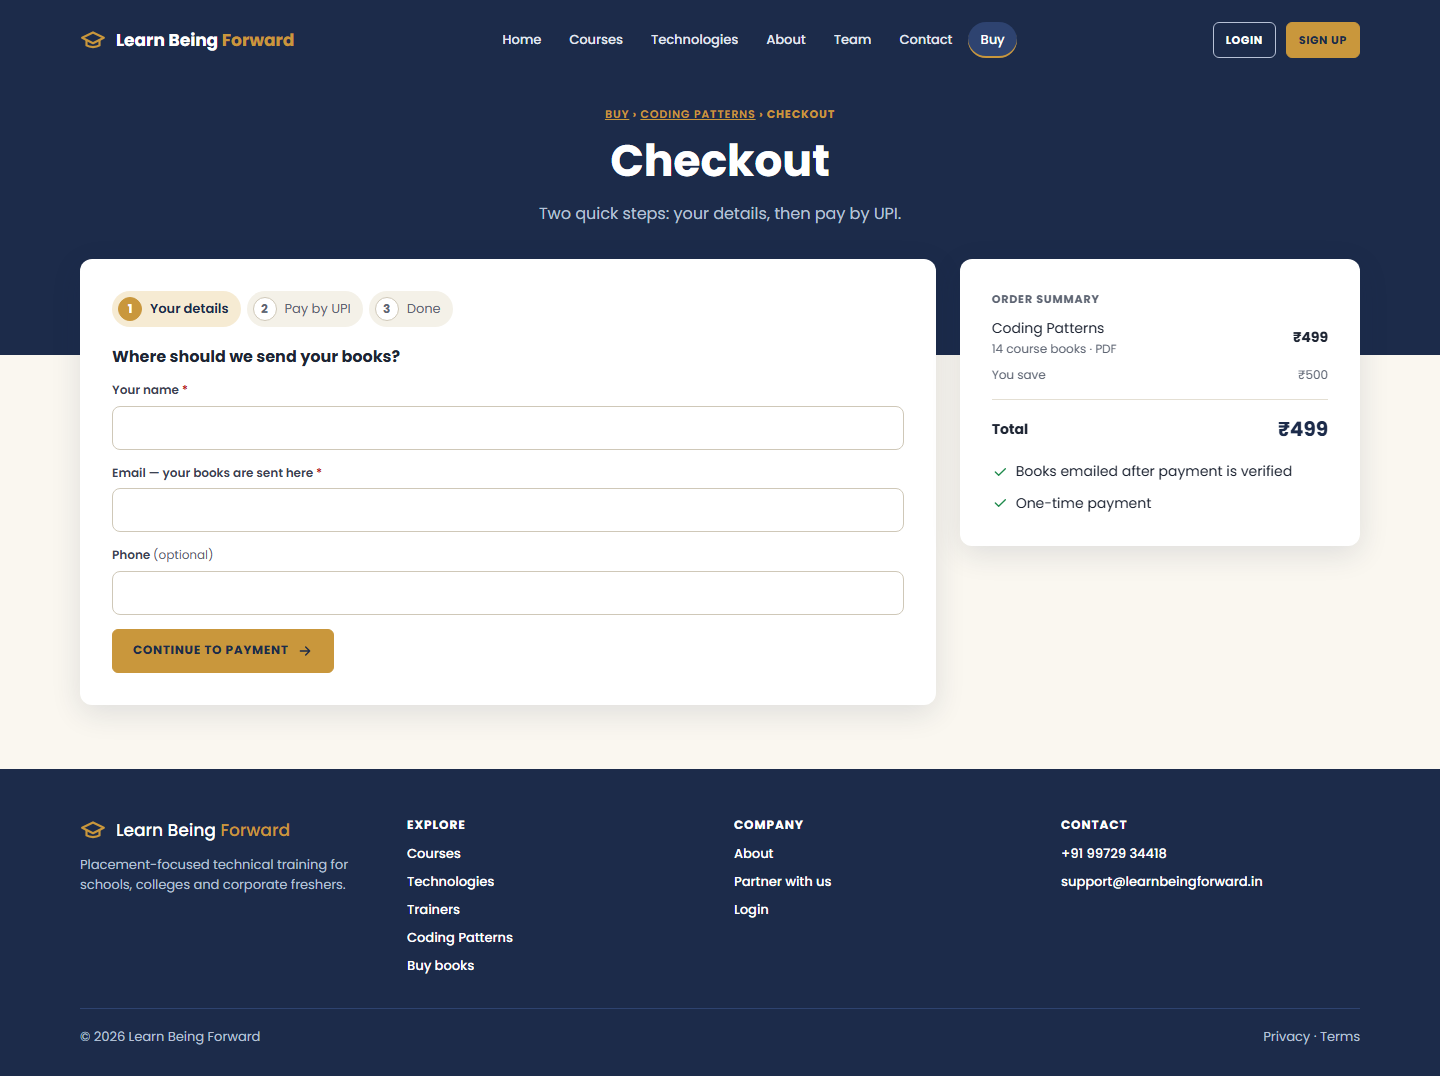 Learn Being Forward
Home
Courses
Technologies
About
Team
Contact
Buy
LOGIN
SIGN UP
BUY › CODING PATTERNS › CHECKOUT
Checkout
Two quick steps: your details, then pay by UPI.
1 Your details
2 Pay by UPI
3 Done
Where should we send your books?
Your name *
Email — your books are sent here *
Phone (optional)
CONTINUE TO PAYMENT →
ORDER SUMMARY
Coding Patterns
14 course books · PDF
₹499
You save ₹500
Total ₹499
Books emailed after payment is verified
One-time payment
Learn Being Forward
Placement-focused technical training for
schools, colleges and corporate freshers.
EXPLORE
Courses
Technologies
Trainers
Coding Patterns
Buy books
COMPANY
About
Partner with us
Login
CONTACT
+91 99729 34418
support@learnbeingforward.in
© 2026 Learn Being Forward
Privacy · Terms